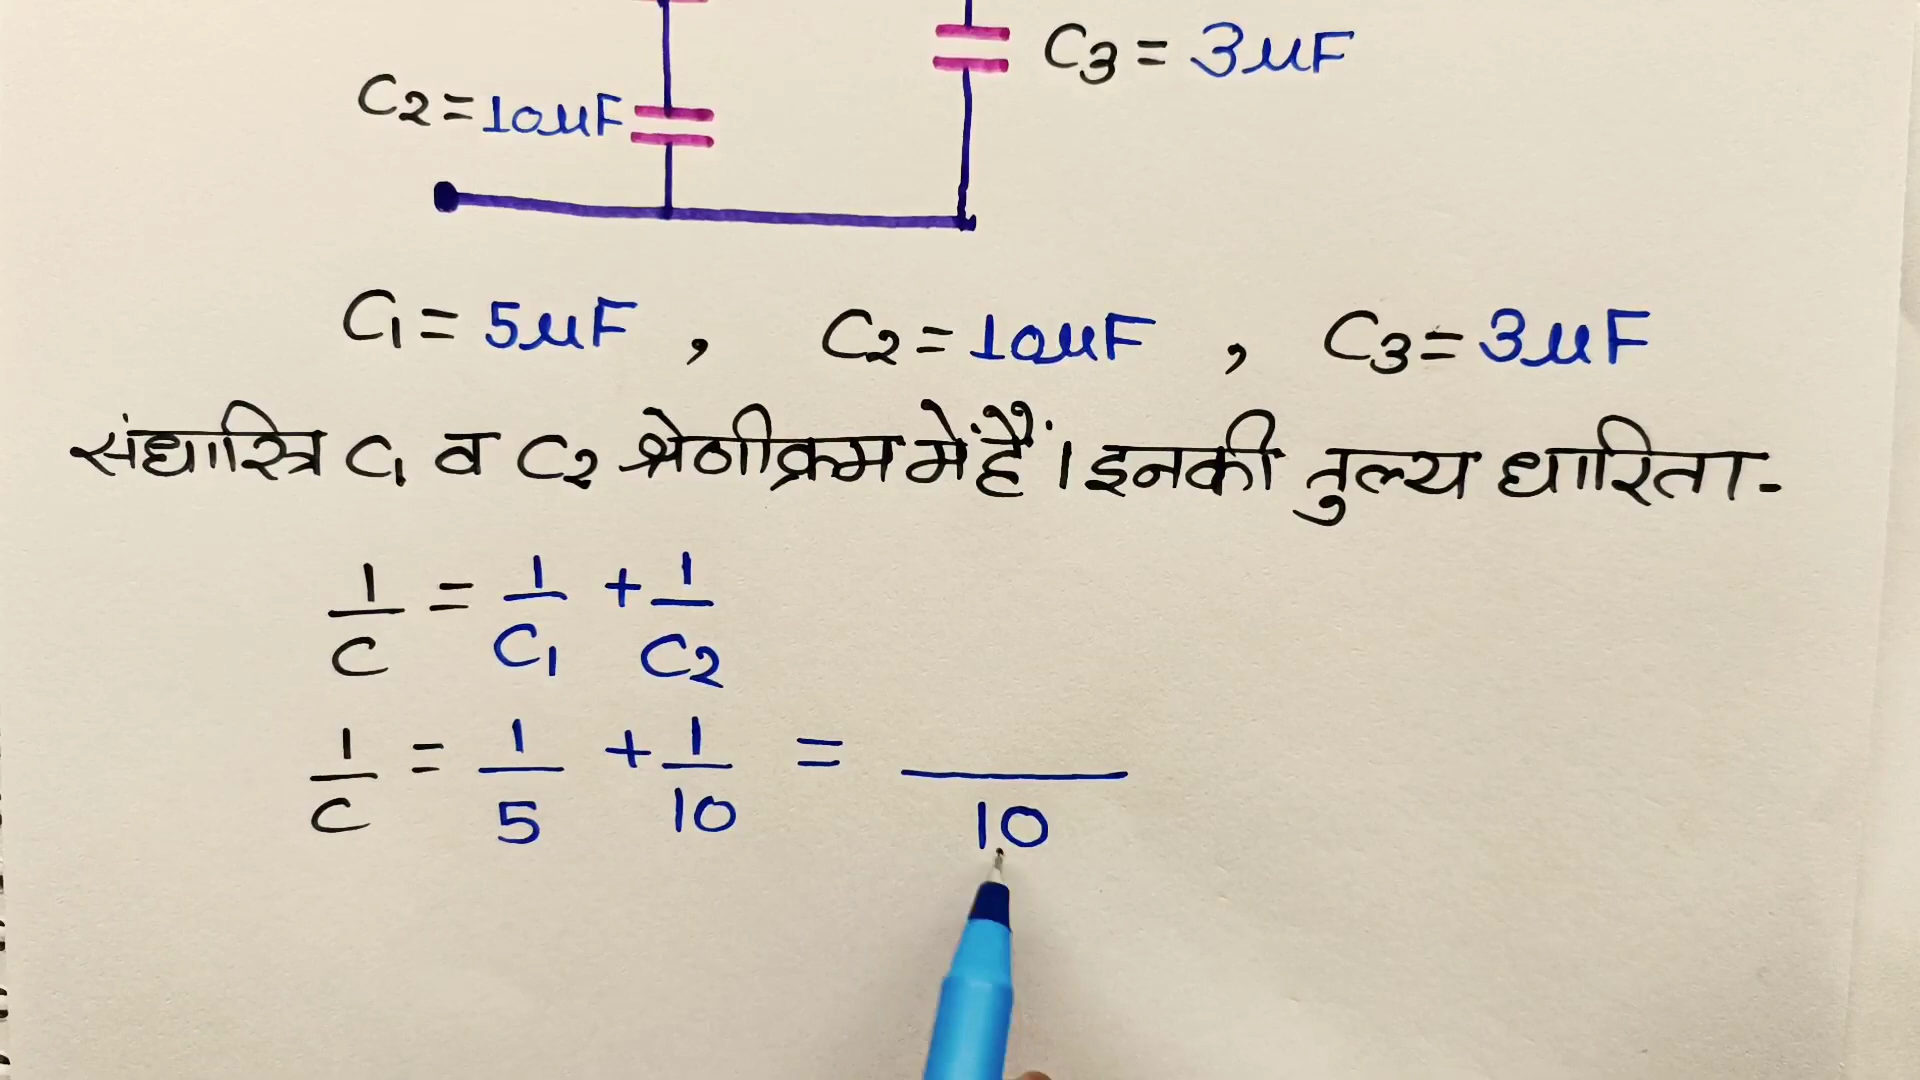 C3 = 3μF
C2 = 10μF
C1 = 5μF , C2 = 10μF , C3 = 3μF
संधारित्र C1 व C2 श्रेणीक्रम में हैं। इनकी तुल्य धारिता-
1/C = 1/C1 + 1/C2
1/C = 1/5 + 1/10 = /10